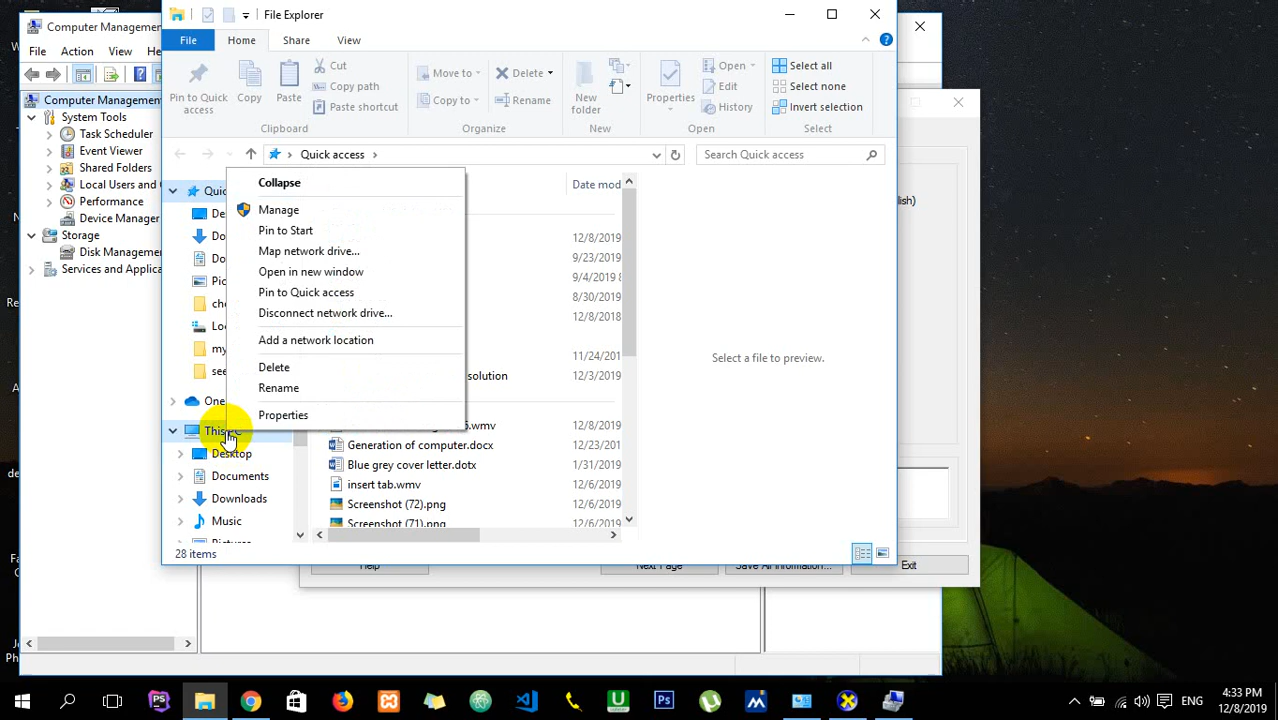 Computer Management
File Action View He
Computer Management
System Tools
Task Scheduler
Event Viewer
Shared Folders
Local Users and
Performance
Device Manager
Storage
Disk Management
Services and Applica
File Explorer
File Home Share View
Pin to Quick access
Copy
Paste
Cut
Copy path
Paste shortcut
Clipboard
Move to
Copy to
Delete
Rename
Organize
New folder
New
Properties
Open
Edit
History
Open
Select all
Select none
Invert selection
Select
Quick access
Search Quick access
Quic
De
Do
Do
Pic
che
Loc
my
see
One
This PC
Desktop
Documents
Downloads
Music
Pictures
Collapse
Manage
Pin to Start
Map network drive...
Open in new window
Pin to Quick access
Disconnect network drive...
Add a network location
Delete
Rename
Properties
Date mod
12/8/2019
9/23/2019
9/4/2019
8/30/2019
12/8/2018
11/24/201
solution 12/3/2019
.wmv 12/8/2019
Generation of computer.docx 12/23/201
Blue grey cover letter.dotx 1/31/2019
insert tab.wmv 12/6/2019
Screenshot (72).png 12/6/2019
Screenshot (71).png 12/6/2019
Select a file to preview.
28 items
lish)
Help
Next Page
Save All Information...
Exit
ENG
4:33 PM
12/8/2019